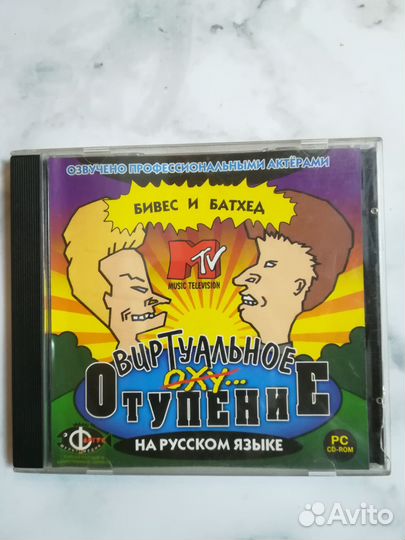 ОЗВУЧЕНО ПРОФЕССИОНАЛЬНЫМИ АКТЁРАМИ
БИВЕС И БАТХЕД
MTV
MUSIC TELEVISION
ВИРТУАЛЬНОЕ
ОХУ...
ОТУПЕНИЕ
НА РУССКОМ ЯЗЫКЕ
PC
CD-ROM
Avito